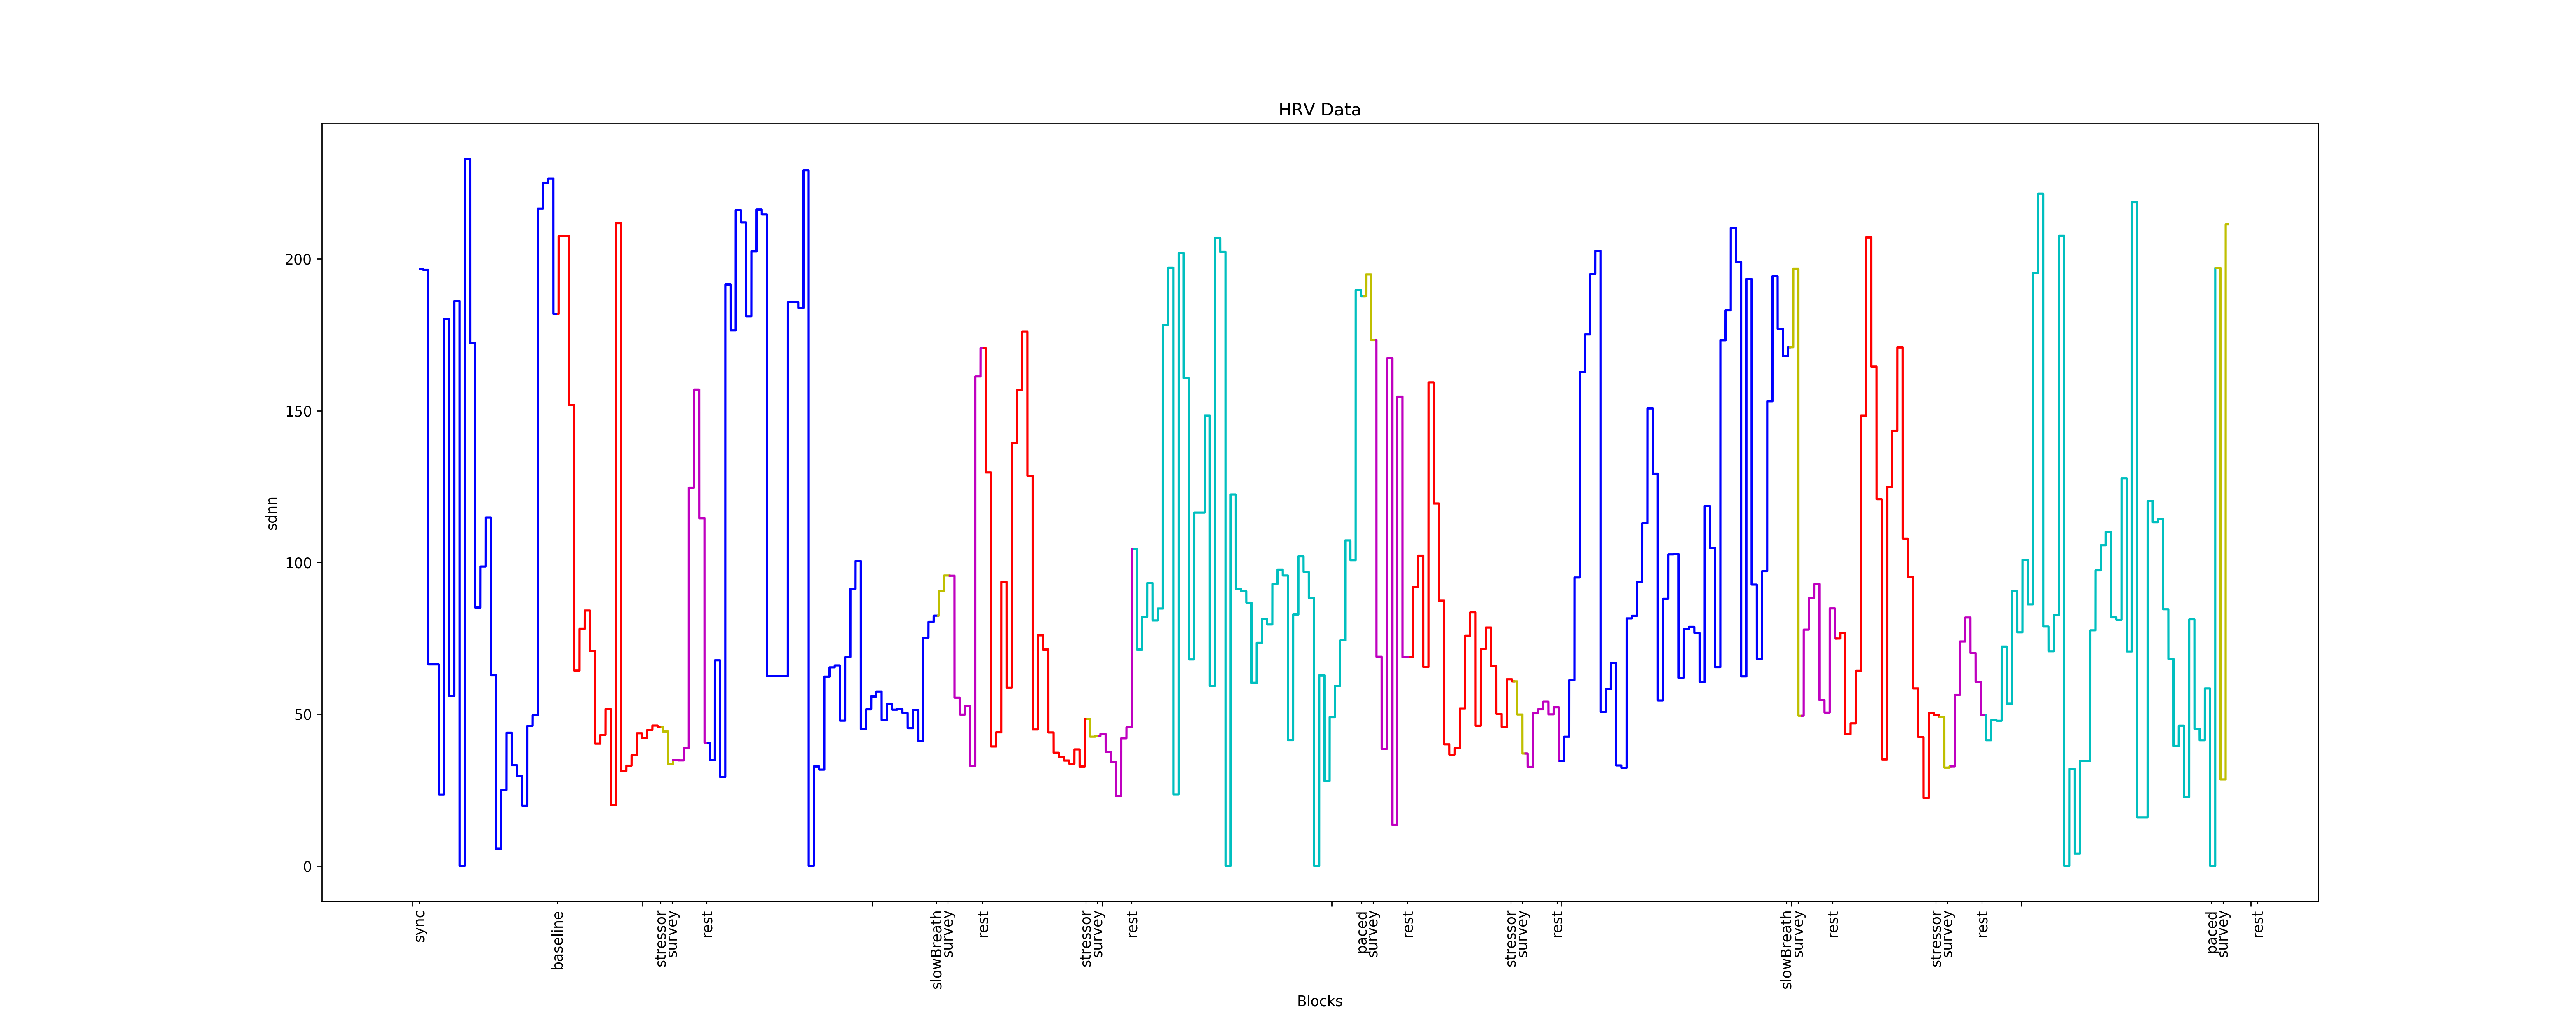 HRV Data
sdnn
200
150
100
50
0
sync
baseline
stressor
survey
rest
slowBreath
survey
rest
stressor
survey
rest
paced
survey
rest
stressor
survey
rest
slowBreath
survey
rest
stressor
survey
rest
paced
survey
rest
Blocks